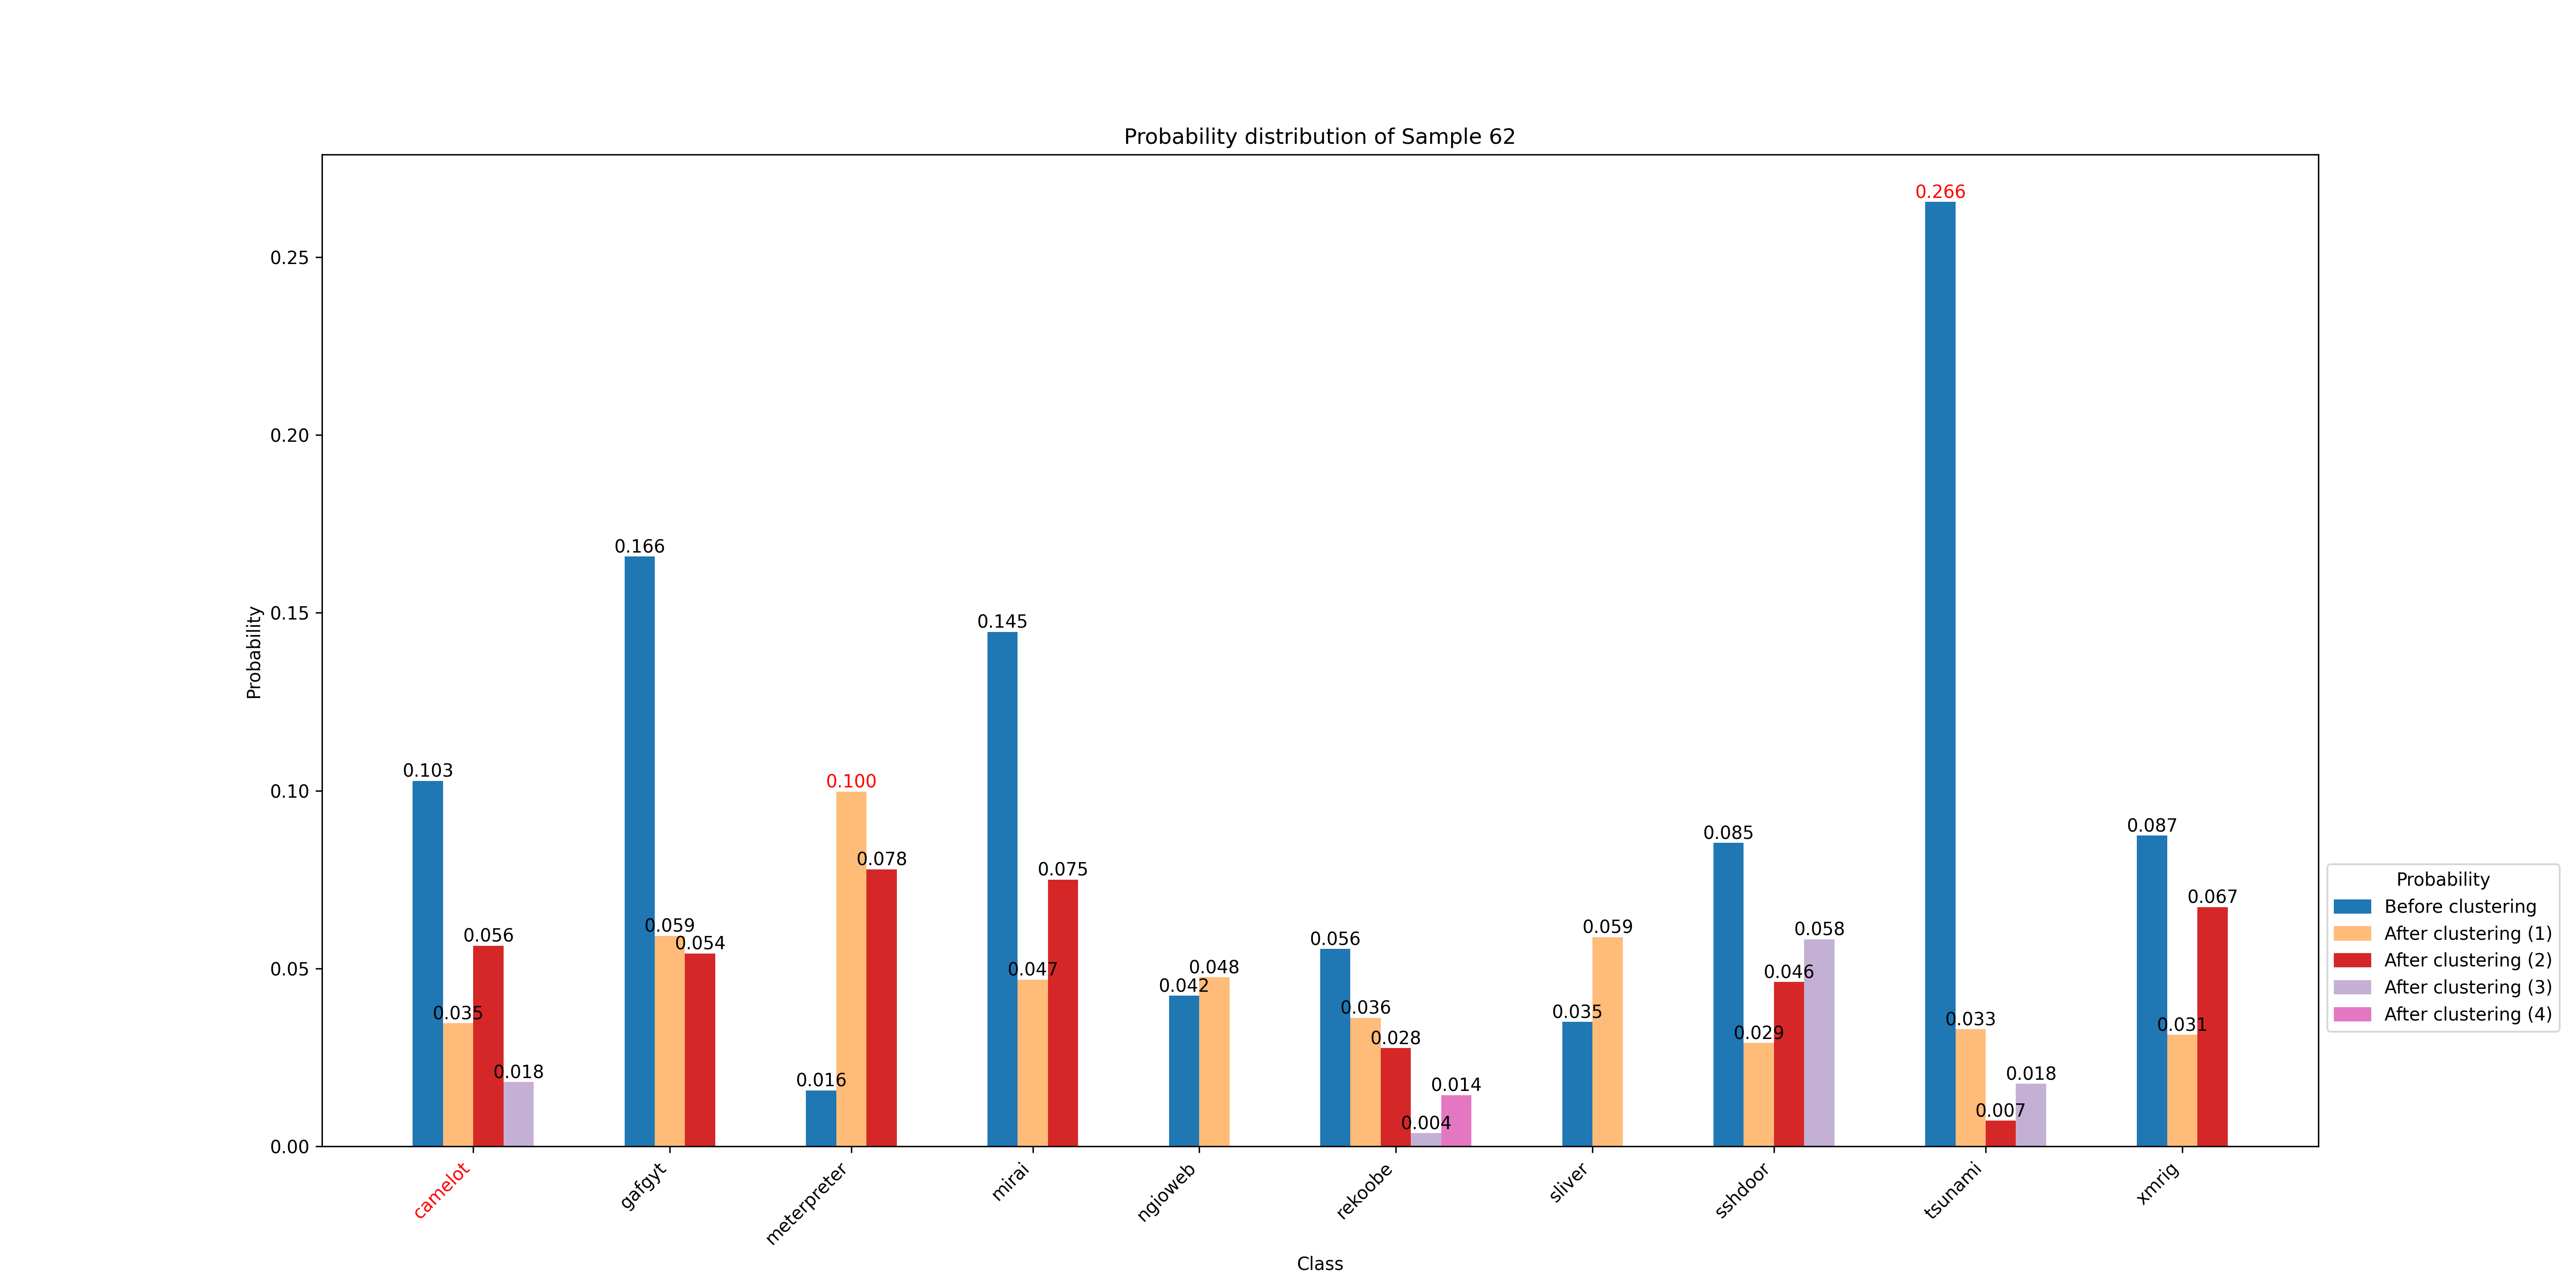 Probability distribution of Sample 62
Probability
0.25
0.20
0.15
0.10
0.05
0.00
0.103
0.035
0.056
0.018
0.166
0.059
0.054
0.016
0.100
0.078
0.145
0.047
0.075
0.042
0.048
0.056
0.036
0.028
0.004
0.014
0.035
0.059
0.085
0.029
0.046
0.058
0.266
0.033
0.007
0.018
0.087
0.031
0.067
camelot
gafgyt
meterpreter
mirai
ngioweb
rekoobe
sliver
sshdoor
tsunami
xmrig
Class
Probability
Before clustering
After clustering (1)
After clustering (2)
After clustering (3)
After clustering (4)